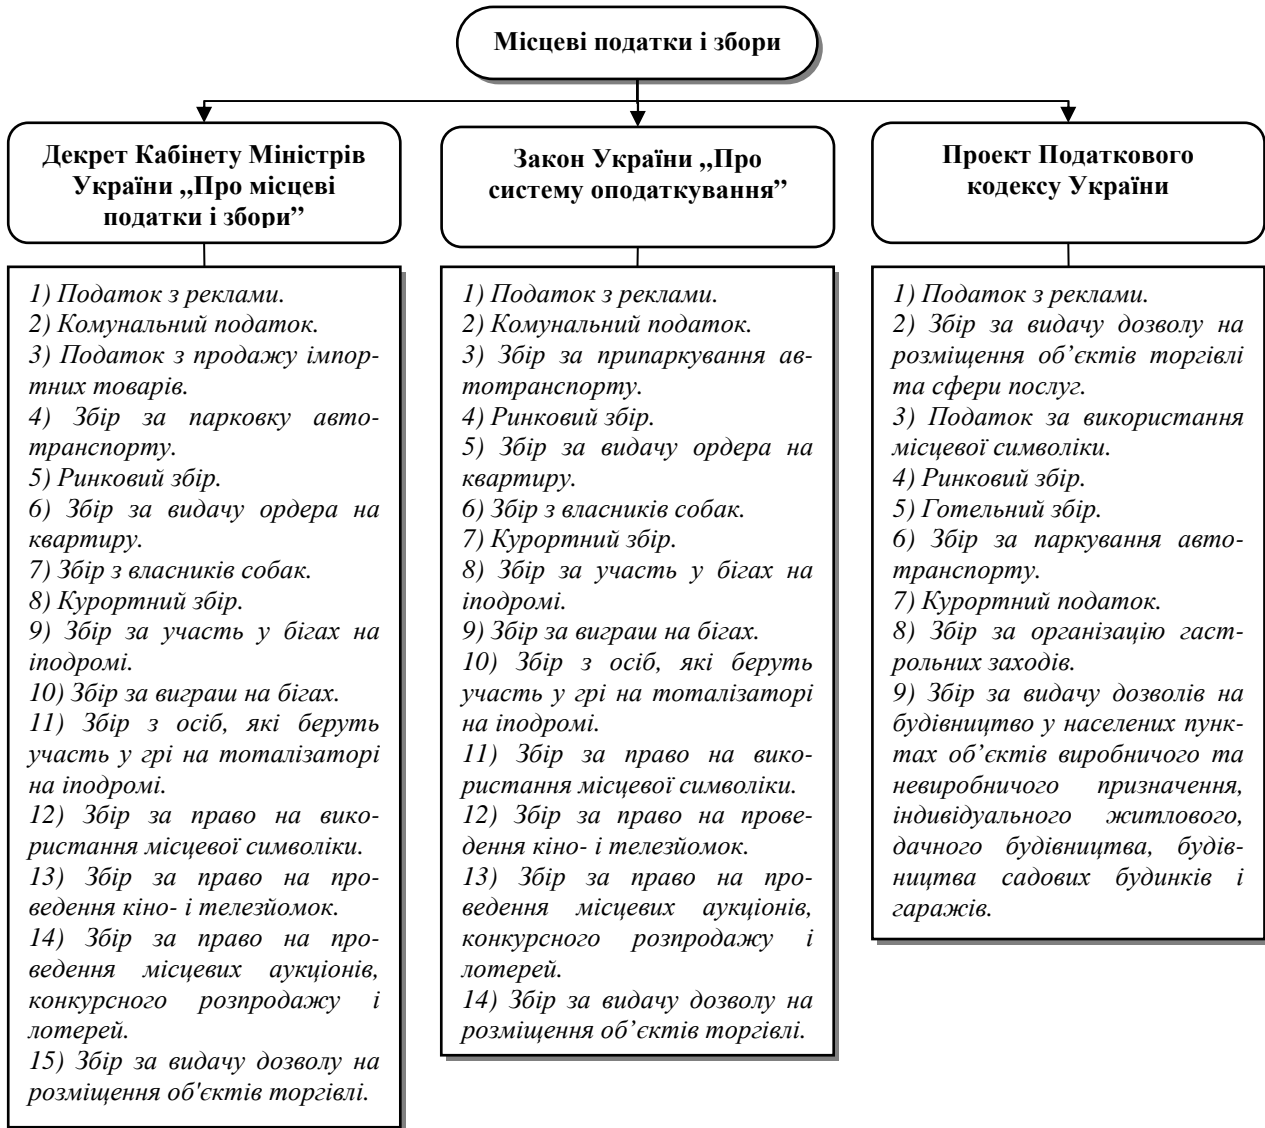 Місцеві податки і збори
Декрет Кабінету Міністрів
України „Про місцеві
податки і збори”
Закон України „Про
систему оподаткування”
Проект Податкового
кодексу України
1) Податок з реклами.
2) Комунальний податок.
3) Податок з продажу імпор-
тних товарів.
4) Збір за парковку авто-
транспорту.
5) Ринковий збір.
6) Збір за видачу ордера на
квартиру.
7) Збір з власників собак.
8) Курортний збір.
9) Збір за участь у бігах на
іподромі.
10) Збір за виграш на бігах.
11) Збір з осіб, які беруть
участь у грі на тоталізаторі
на іподромі.
12) Збір за право на вико-
ристання місцевої символіки.
13) Збір за право на про-
ведення кіно- і телезйомок.
14) Збір за право на про-
ведення місцевих аукціонів,
конкурсного розпродажу і
лотерей.
15) Збір за видачу дозволу на
розміщення об'єктів торгівлі.
1) Податок з реклами.
2) Комунальний податок.
3) Збір за припаркування ав-
тотранспорту.
4) Ринковий збір.
5) Збір за видачу ордера на
квартиру.
6) Збір з власників собак.
7) Курортний збір.
8) Збір за участь у бігах на
іподромі.
9) Збір за виграш на бігах.
10) Збір з осіб, які беруть
участь у грі на тоталізаторі
на іподромі.
11) Збір за право на вико-
ристання місцевої символіки.
12) Збір за право на прове-
дення кіно- і телезйомок.
13) Збір за право на про-
ведення місцевих аукціонів,
конкурсного розпродажу і
лотерей.
14) Збір за видачу дозволу на
розміщення об’єктів торгівлі.
1) Податок з реклами.
2) Збір за видачу дозволу на
розміщення об’єктів торгівлі
та сфери послуг.
3) Податок за використання
місцевої символіки.
4) Ринковий збір.
5) Готельний збір.
6) Збір за паркування авто-
транспорту.
7) Курортний податок.
8) Збір за організацію гаст-
рольних заходів.
9) Збір за видачу дозволів на
будівництво у населених пунк-
тах об’єктів виробничого та
невиробничого призначення,
індивідуального житлового,
дачного будівництва, будів-
ництва садових будинків і
гаражів.